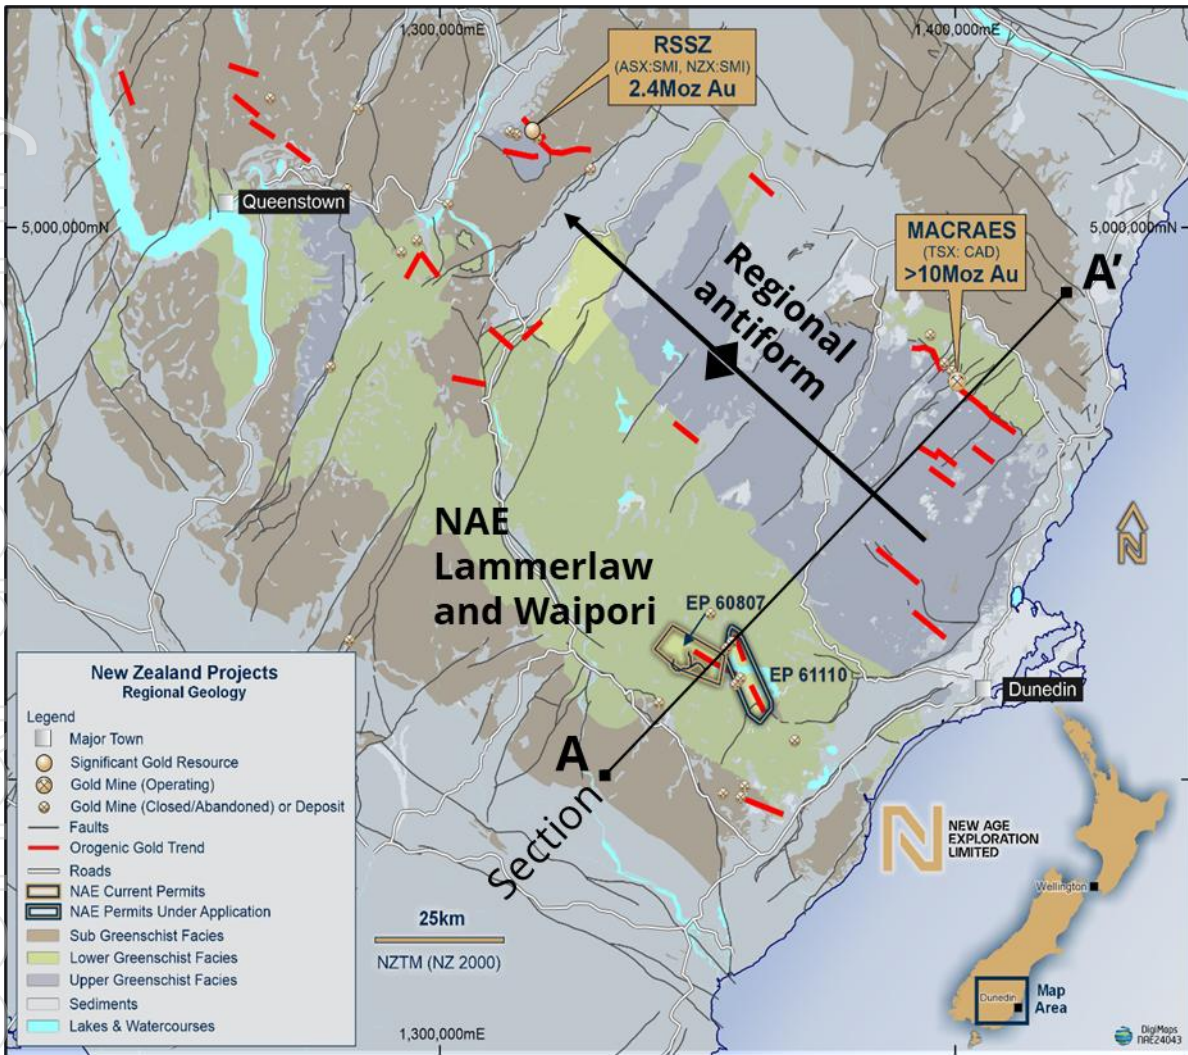 1,300,000mE
1,400,000mE
RSSZ
(ASX:SMI, NZX:SMI)
2.4Moz Au
Queenstown
5,000,000mN
5,000,000mN
MACRAES
(TSX: CAD)
>10Moz Au
A'
Regional
antiform
NAE
Lammerlaw
and Waipori
EP 60807
EP 61110
N
Dunedin
A
Section
New Zealand Projects
Regional Geology
Legend
Major Town
Significant Gold Resource
Gold Mine (Operating)
Gold Mine (Closed/Abandoned) or Deposit
Faults
Orogenic Gold Trend
Roads
NAE Current Permits
NAE Permits Under Application
Sub Greenschist Facies
Lower Greenschist Facies
Upper Greenschist Facies
Sediments
Lakes & Watercourses
25km
NZTM (NZ 2000)
1,300,000mE
N
NEW AGE
EXPLORATION
LIMITED
Wellington
Dunedin
Map
Area
DigiMaps
NAE24043